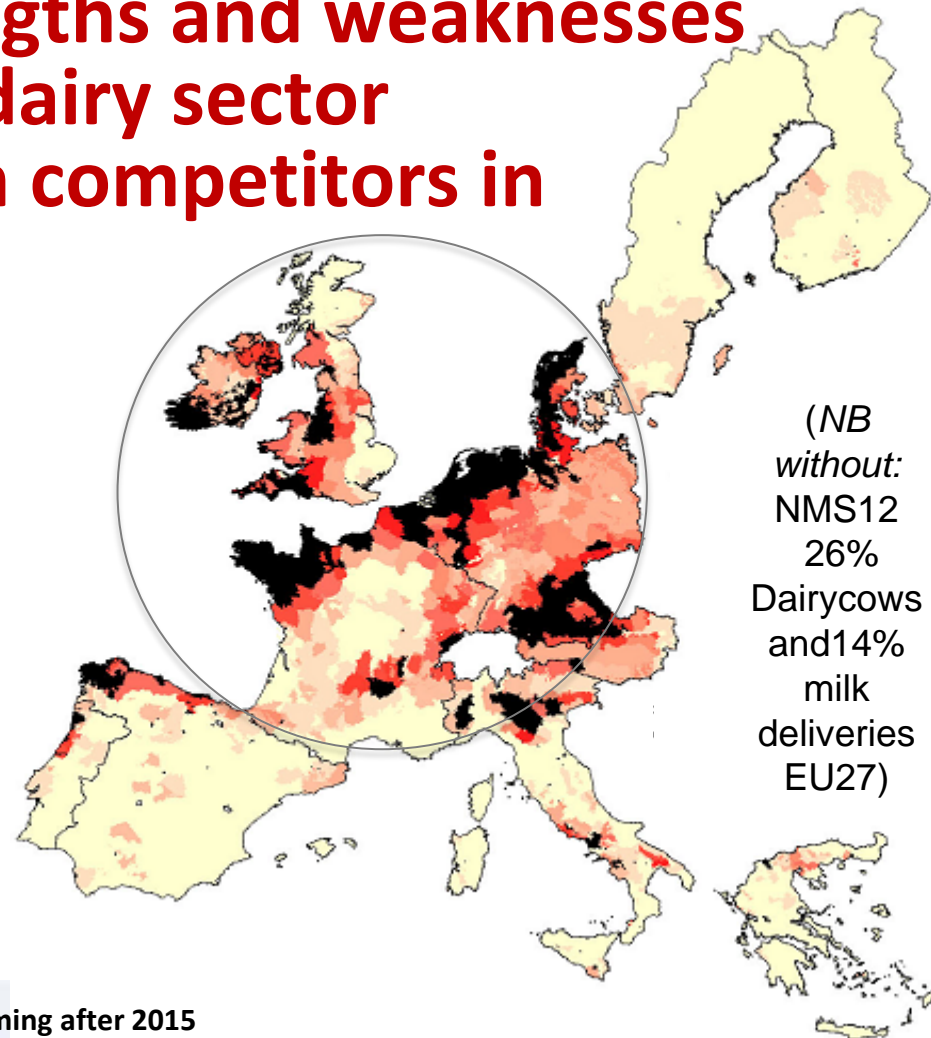 gths and weaknesses
dairy sector
competitors in
(NB
without:
NMS12
26%
Dairycows
and14%
milk
deliveries
EU27)
ning after 2015